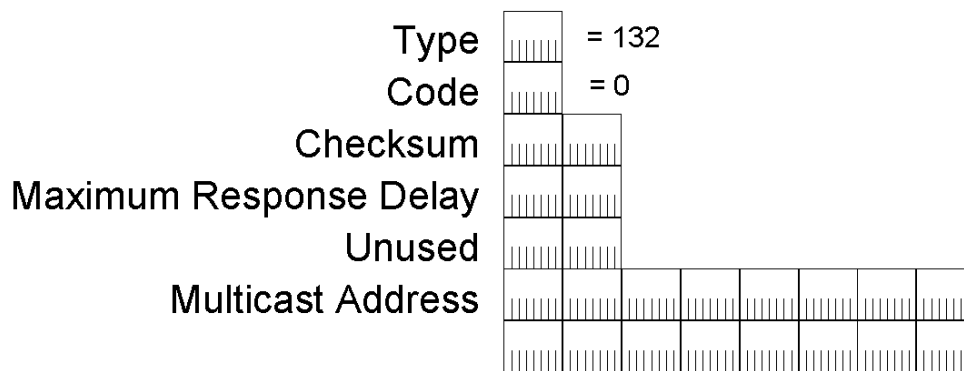 Type = 132
Code = 0
Checksum
Maximum Response Delay
Unused
Multicast Address